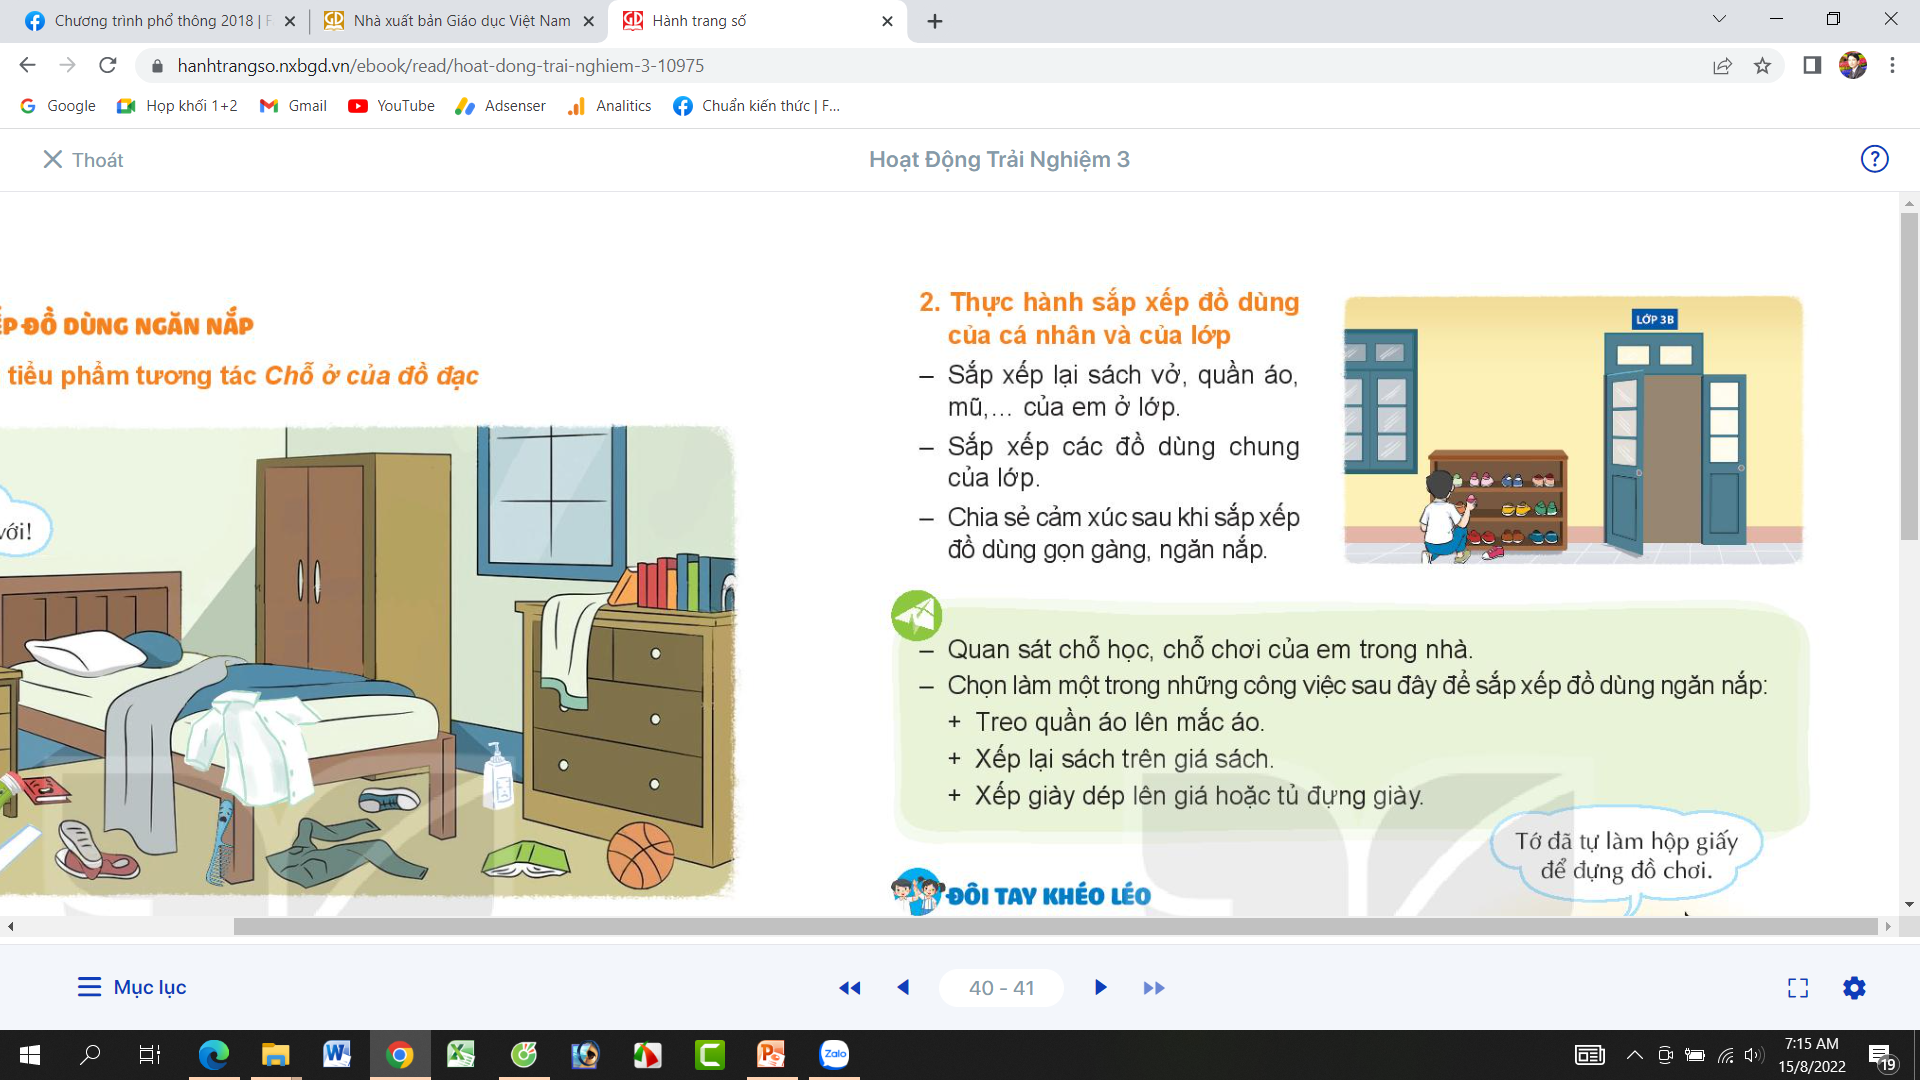 Chương trình phổ thông 2018 | F
Nhà xuất bản Giáo dục Việt Nam
Hành trang số
hanhtrangso.nxbgd.vn/ebook/read/hoat-dong-trai-nghiem-3-10975
Google
Họp khối 1+2
Gmail
YouTube
Adsenser
Analitics
Chuẩn kiến thức | F...
Thoát
Hoạt Động Trải Nghiệm 3
?
ẾP ĐỒ DÙNG NGĂN NẮP
tiểu phẩm tương tác Chỗ ở của đồ đạc
với!
2. Thực hành sắp xếp đồ dùng
của cá nhân và của lớp
– Sắp xếp lại sách vở, quần áo,
mũ,... của em ở lớp.
– Sắp xếp các đồ dùng chung
của lớp.
– Chia sẻ cảm xúc sau khi sắp xếp
đồ dùng gọn gàng, ngăn nắp.
LỚP 3B
– Quan sát chỗ học, chỗ chơi của em trong nhà.
– Chọn làm một trong những công việc sau đây để sắp xếp đồ dùng ngăn nắp:
+ Treo quần áo lên mắc áo.
+ Xếp lại sách trên giá sách.
+ Xếp giày dép lên giá hoặc tủ đựng giày.
Tớ đã tự làm hộp giấy
để đựng đồ chơi.
ĐÔI TAY KHÉO LÉO
Mục lục
40 - 41
Zalo
7:15 AM
15/8/2022
19